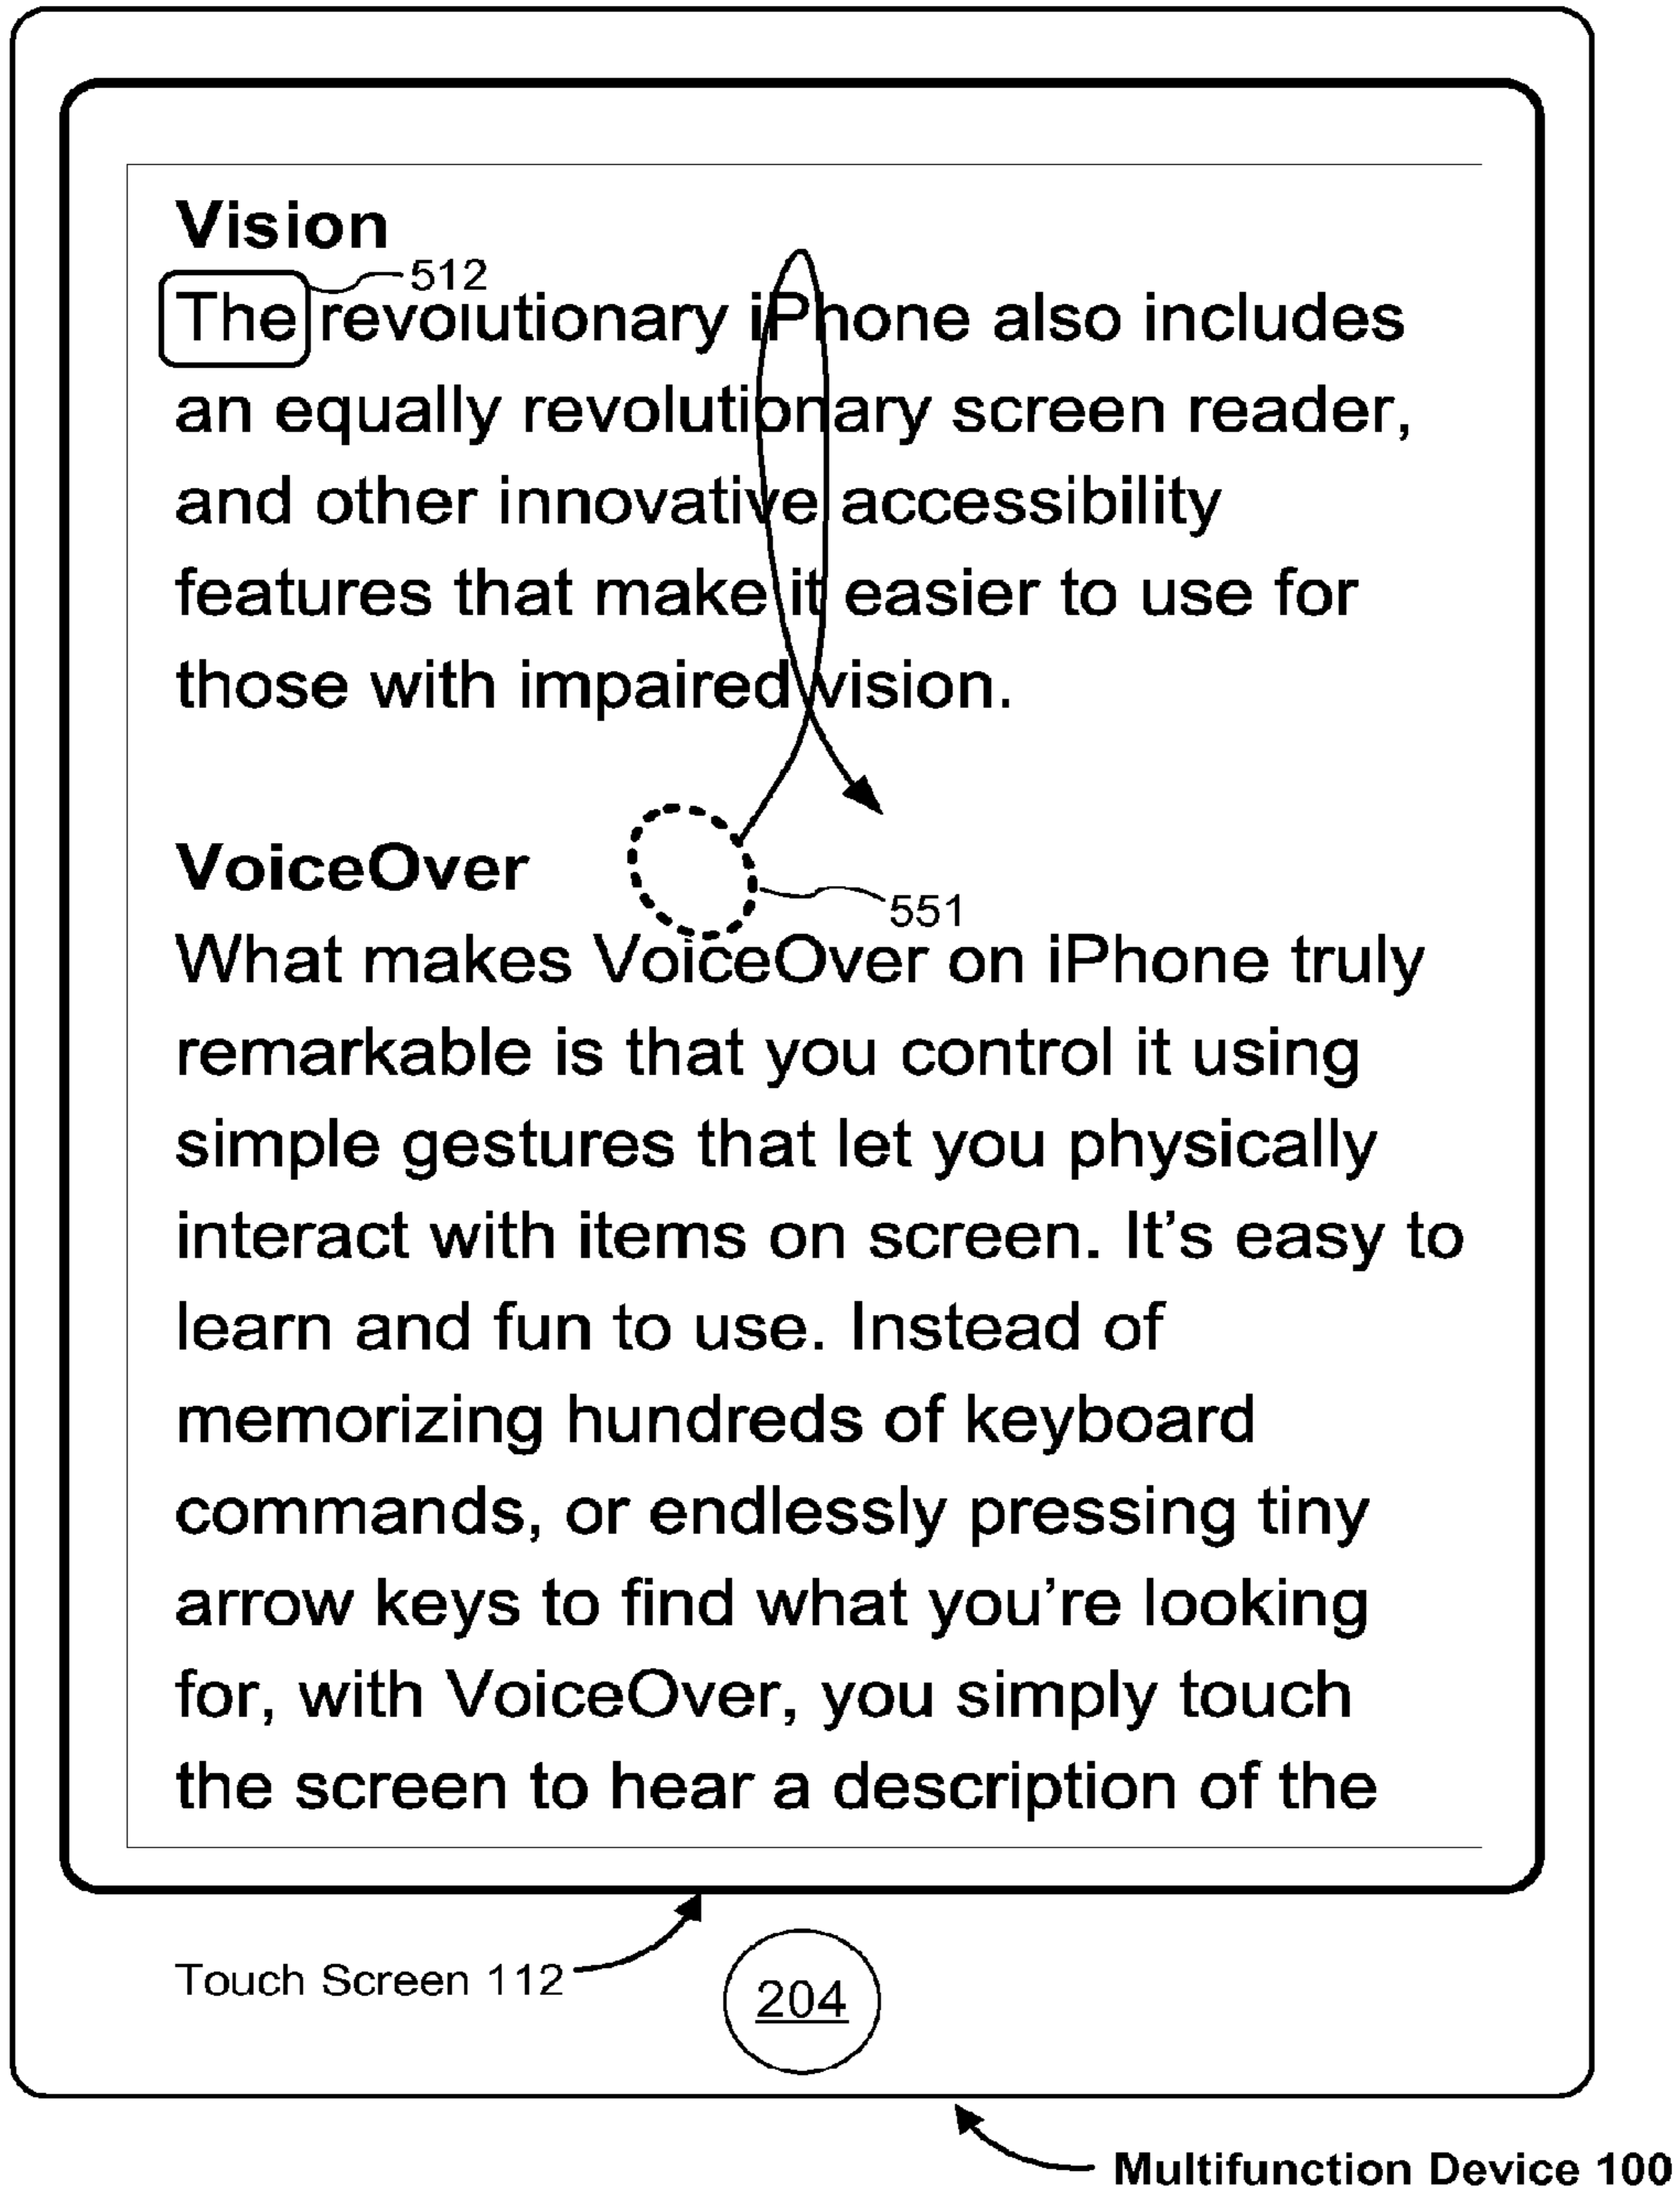 Vision
512
The revolutionary iPhone also includes
an equally revolutionary screen reader,
and other innovative accessibility
features that make it easier to use for
those with impaired vision.
VoiceOver
551
What makes VoiceOver on iPhone truly
remarkable is that you control it using
simple gestures that let you physically
interact with items on screen. It’s easy to
learn and fun to use. Instead of
memorizing hundreds of keyboard
commands, or endlessly pressing tiny
arrow keys to find what you’re looking
for, with VoiceOver, you simply touch
the screen to hear a description of the
Touch Screen 112
204
Multifunction Device 100